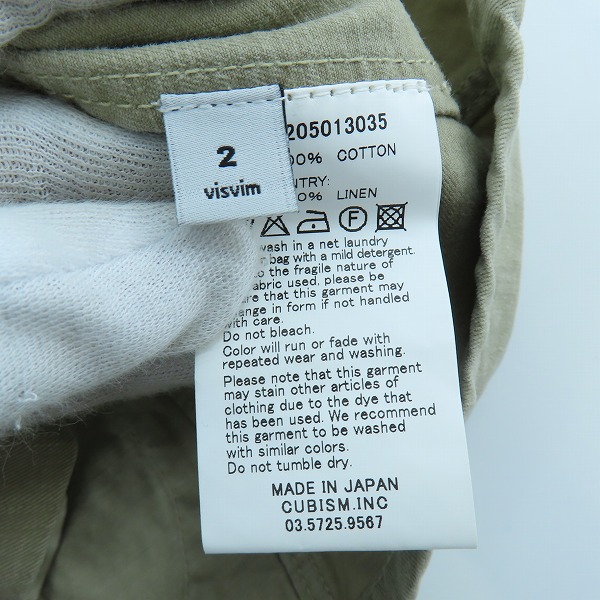 2
visvim
205013035
00% COTTON
NTRY:
0% LINEN
F
wash in a net laundry
bag with a mild detergent.
to the fragile nature of
fabric used, please be
that this garment may
change in form if not handled
with care.
Do not bleach.
Color will run or fade with
repeated wear and washing.
Please note that this garment
may stain other articles of
clothing due to the dye that
has been used. We recommend
this garment to be washed
with similar colors.
Do not tumble dry.
MADE IN JAPAN
CUBISM.INC
03.5725.9567